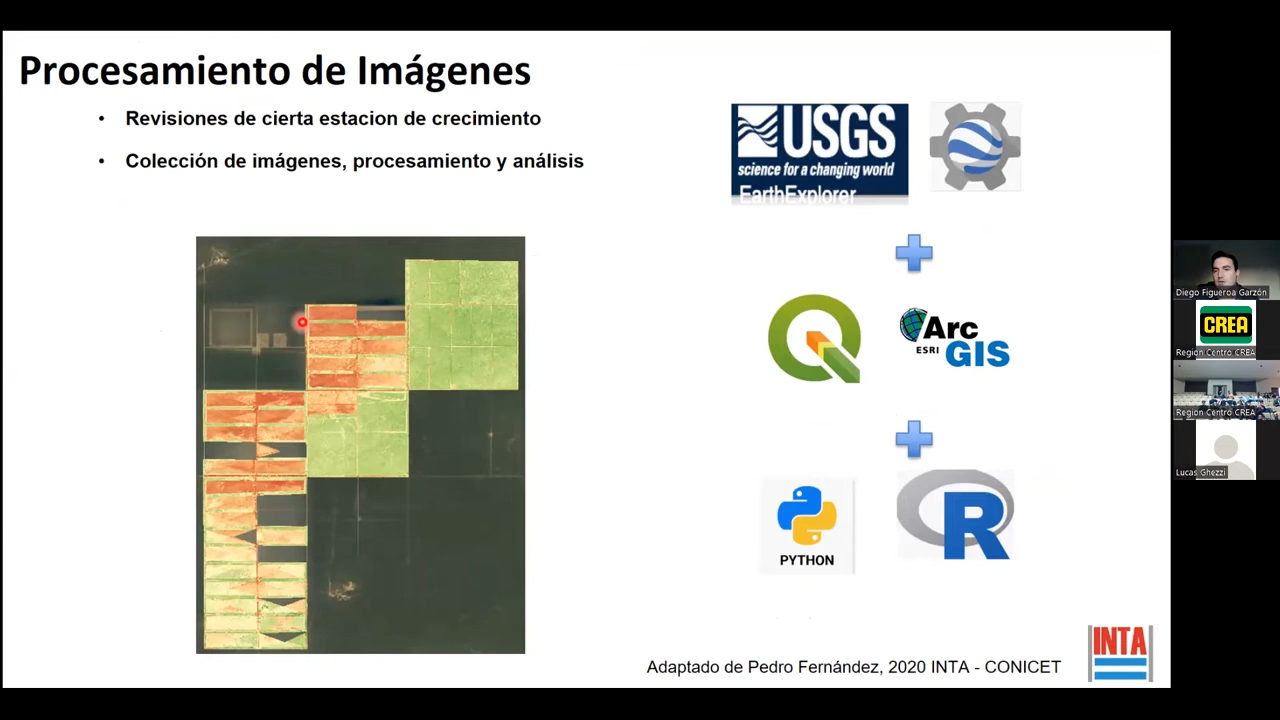 Procesamiento de Imágenes
• Revisiones de cierta estacion de crecimiento
• Colección de imágenes, procesamiento y análisis
USGS
science for a changing world
EarthExplorer
Arc
ESRI GIS
PYTHON
R
Adaptado de Pedro Fernández, 2020 INTA - CONICET
INTA
Diego Figueroa Garzón
CREA
Region Centro CREA
Region Centro CREA
Lucas Ghezzi